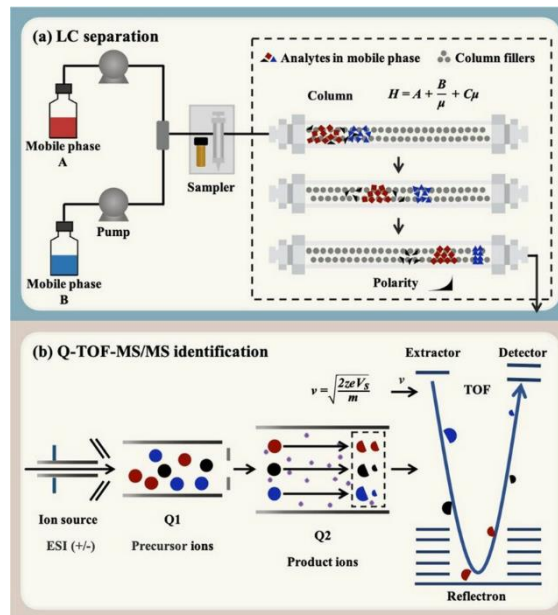 (a) LC separation
Analytes in mobile phase
Column fillers
Column
H = A + B/μ + Cμ
Mobile phase
A
Sampler
Pump
Mobile phase
B
Polarity
(b) Q-TOF-MS/MS identification
Extractor
Detector
v = √(2zeVs/m)
v
TOF
Ion source
ESI (+/-)
Q1
Precursor ions
Q2
Product ions
Reflectron